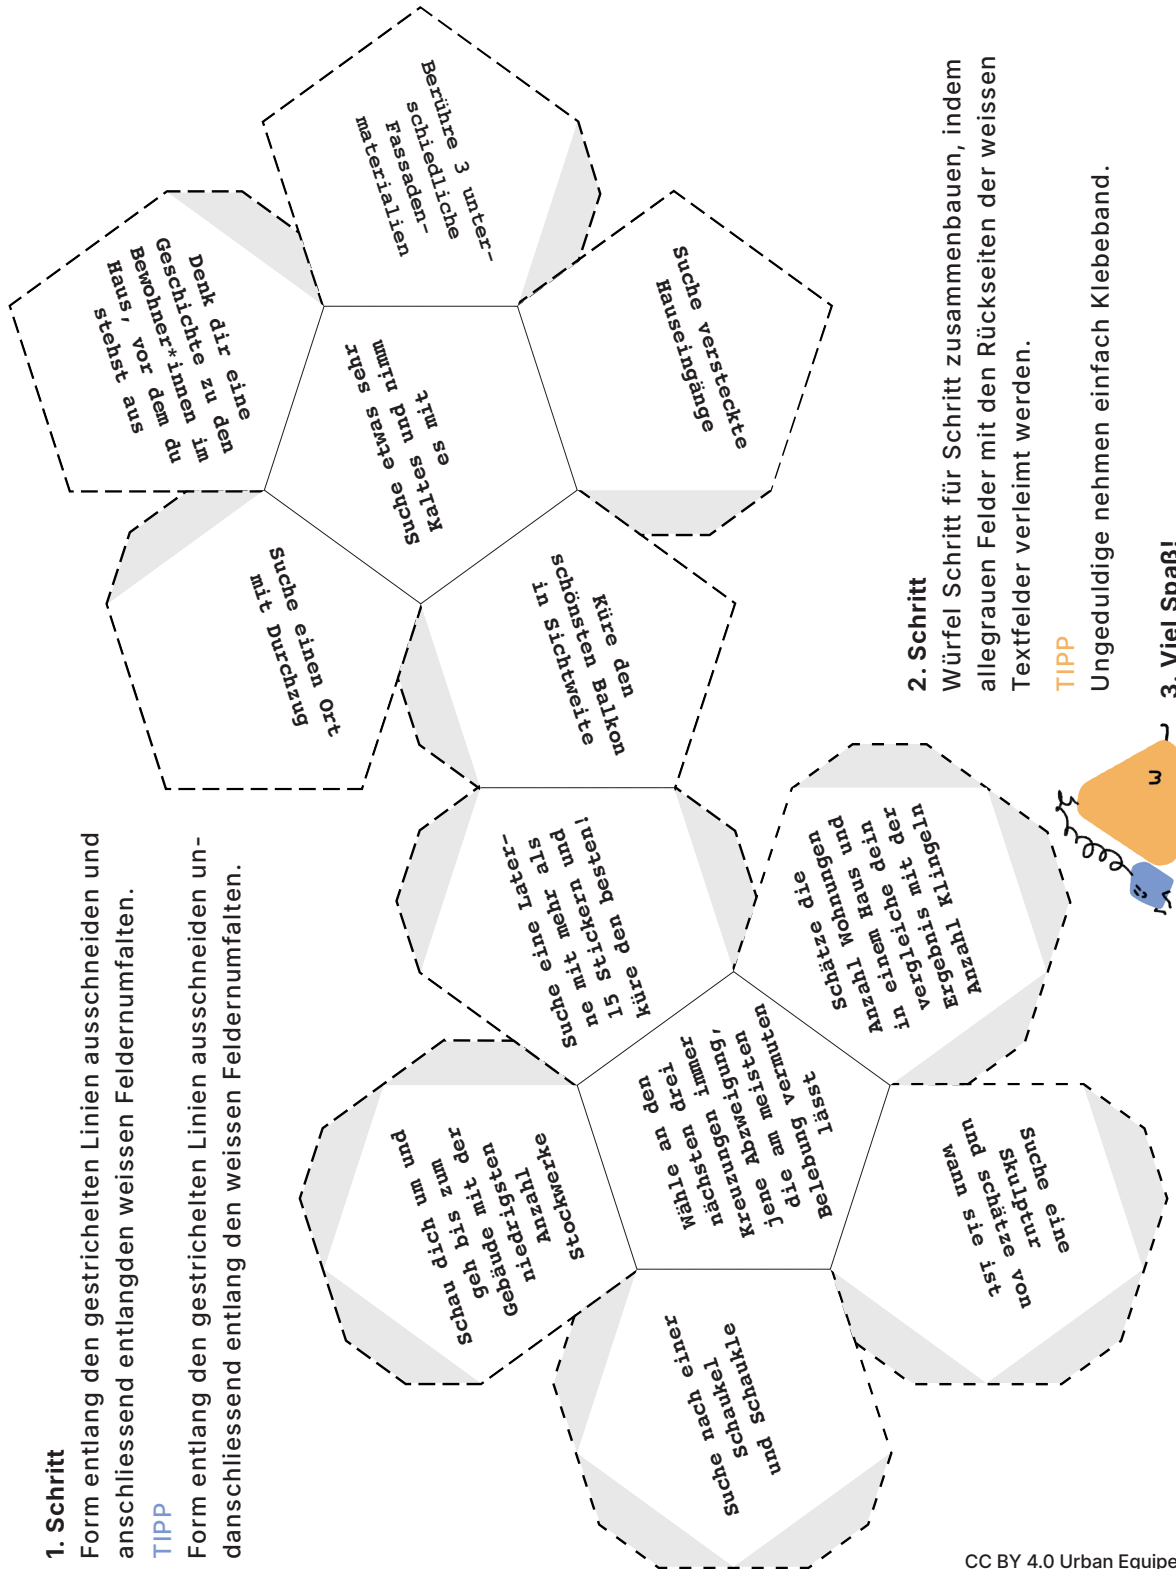 1. Schritt
Form entlang den gestrichelten Linien ausschneiden und
anschliessend entlangden weissen Feldernumfalten.
TIPP
Form entlang den gestrichelten Linien ausschneiden un-
danschliessend entlang den weissen Feldernumfalten.
Denk dir eine
Geschichte zu den
Bewohner*innen im
Haus, vor dem du
stehst aus
Berühre 3 unter-
schiedliche
Fassaden-
materialien
Suche etwas sehr
Kaltes und nimm
es mit
Suche versteckte
Hauseingänge
Suche einen Ort
mit Durchzug
Küre den
schönsten Balkon
in Sichtweite
Suche eine Later-
ne mit mehr als
15 Stickern und
küre den besten!
Schau dich um und
geh bis zum
Gebäude mit der
niedrigsten
Anzahl
Stockwerke
Wähle an den
nächsten drei
Kreuzungen immer
jene Abzweigung,
die am meisten
Belebung vermuten
lässt
Schätze die
Anzahl Wohnungen
in einem Haus und
vergleiche dein
Ergebnis mit der
Anzahl Klingeln
Suche nach einer
Schaukel
und Schaukle
Suche eine
Skulptur
und schätze von
wann sie ist
2. Schritt
Würfel Schritt für Schritt zusammenbauen, indem
allegrauen Felder mit den Rückseiten der weissen
Textfelder verleimt werden.
TIPP
Ungeduldige nehmen einfach Klebeband.
3. Viel Spaß!
CC BY 4.0 Urban Equipe